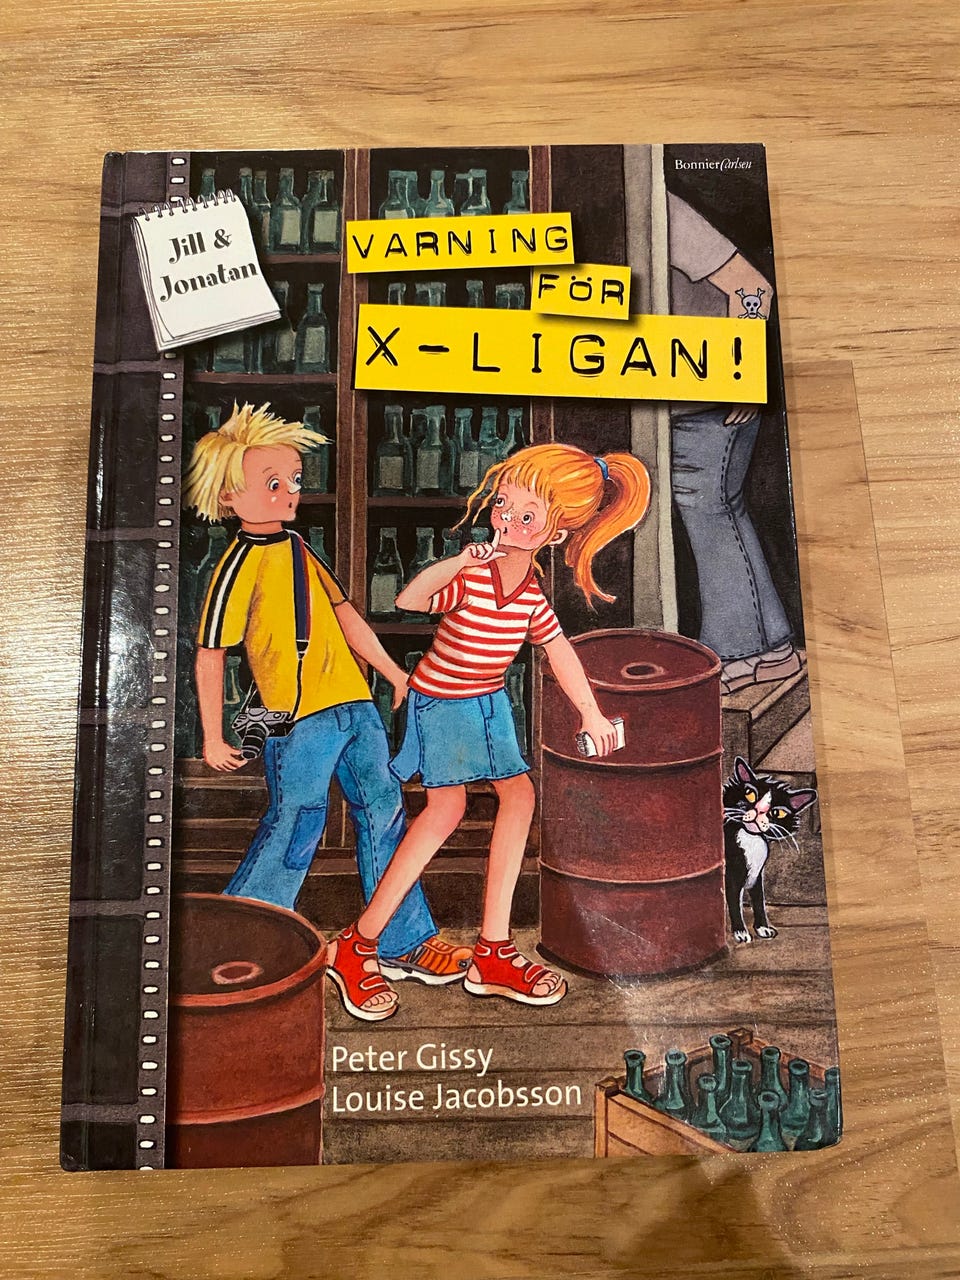 BonnierCarlsen
Jill &
Jonatan
VARNING
FÖR
X-LIGAN!
Peter Gissy
Louise Jacobsson